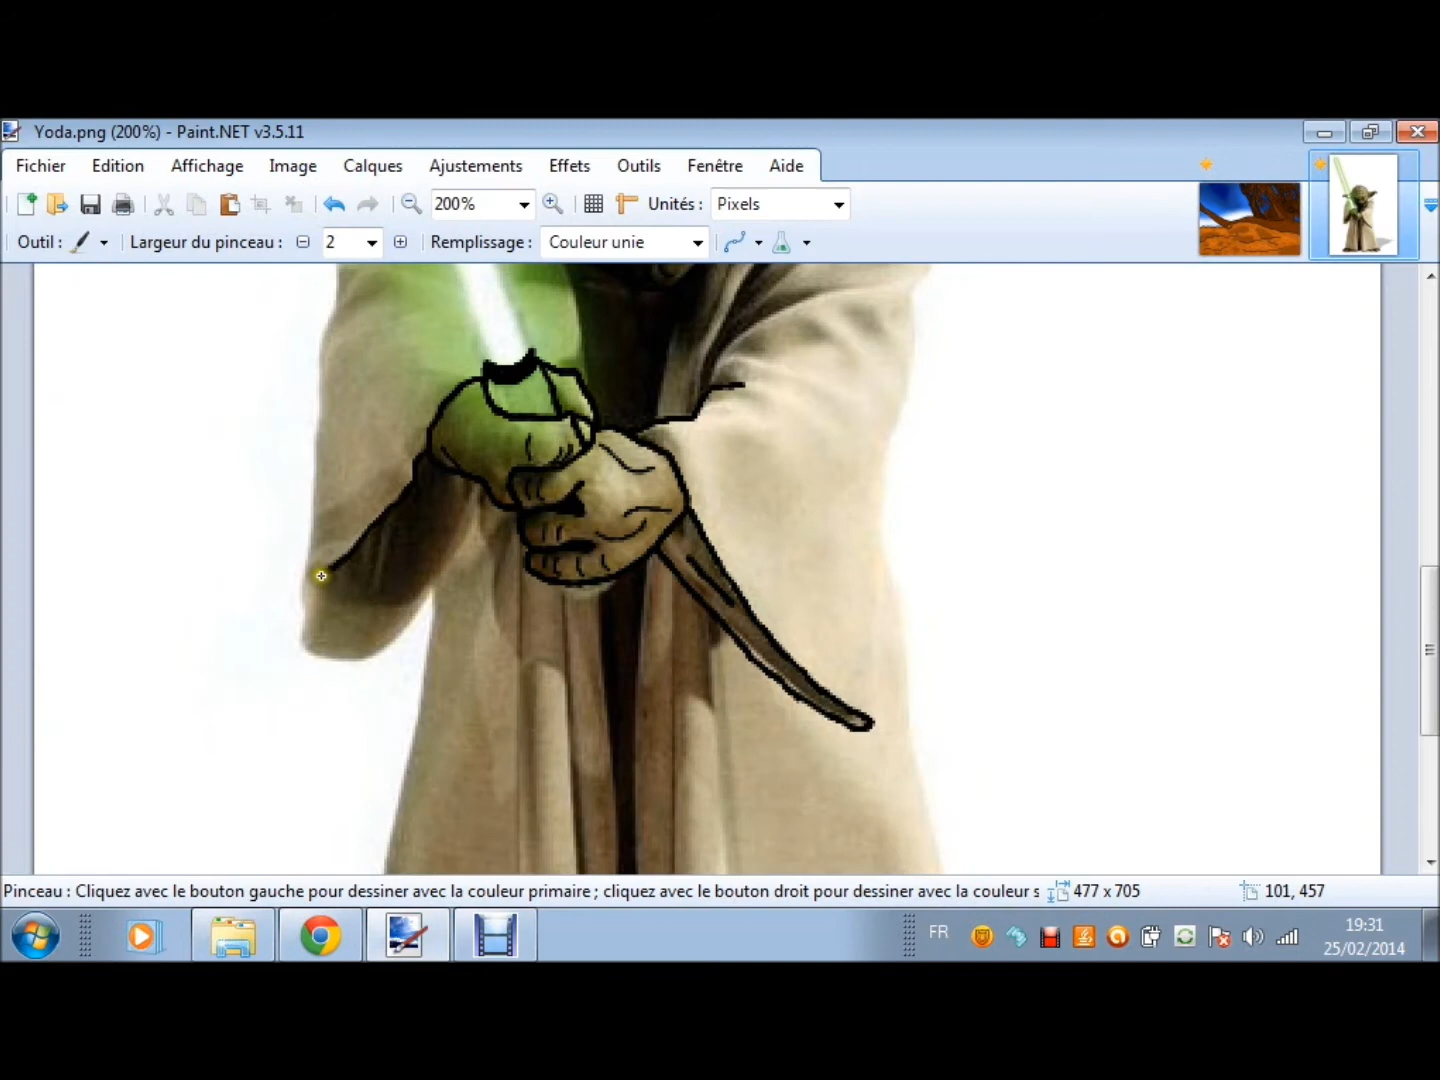 Yoda.png (200%) - Paint.NET v3.5.11
Fichier Edition Affichage Image Calques Ajustements Effets Outils Fenêtre Aide
200% Unités : Pixels
Outil : Largeur du pinceau : 2 Remplissage : Couleur unie
Pinceau : Cliquez avec le bouton gauche pour dessiner avec la couleur primaire ; cliquez avec le bouton droit pour dessiner avec la couleur s 477 x 705 101, 457
FR 19:31
25/02/2014